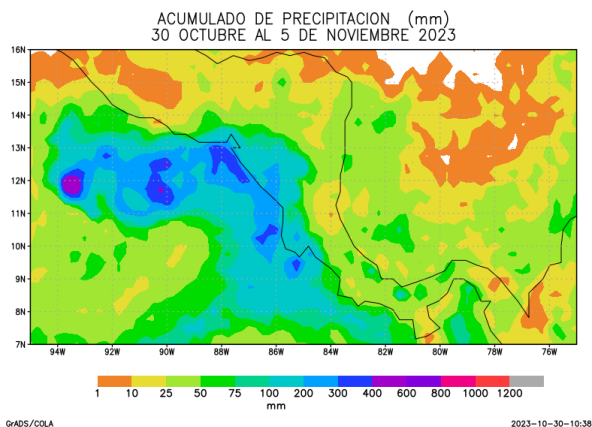 ACUMULADO DE PRECIPITACION (mm)
30 OCTUBRE AL 5 DE NOVIEMBRE 2023
16N
15N
14N
13N
12N
11N
10N
9N
8N
7N
94W 92W 90W 88W 86W 84W 82W 80W 78W 76W
1 10 25 50 75 100 200 300 400 600 800 1000 1200
mm
GrADS/COLA 2023-10-30-10:38